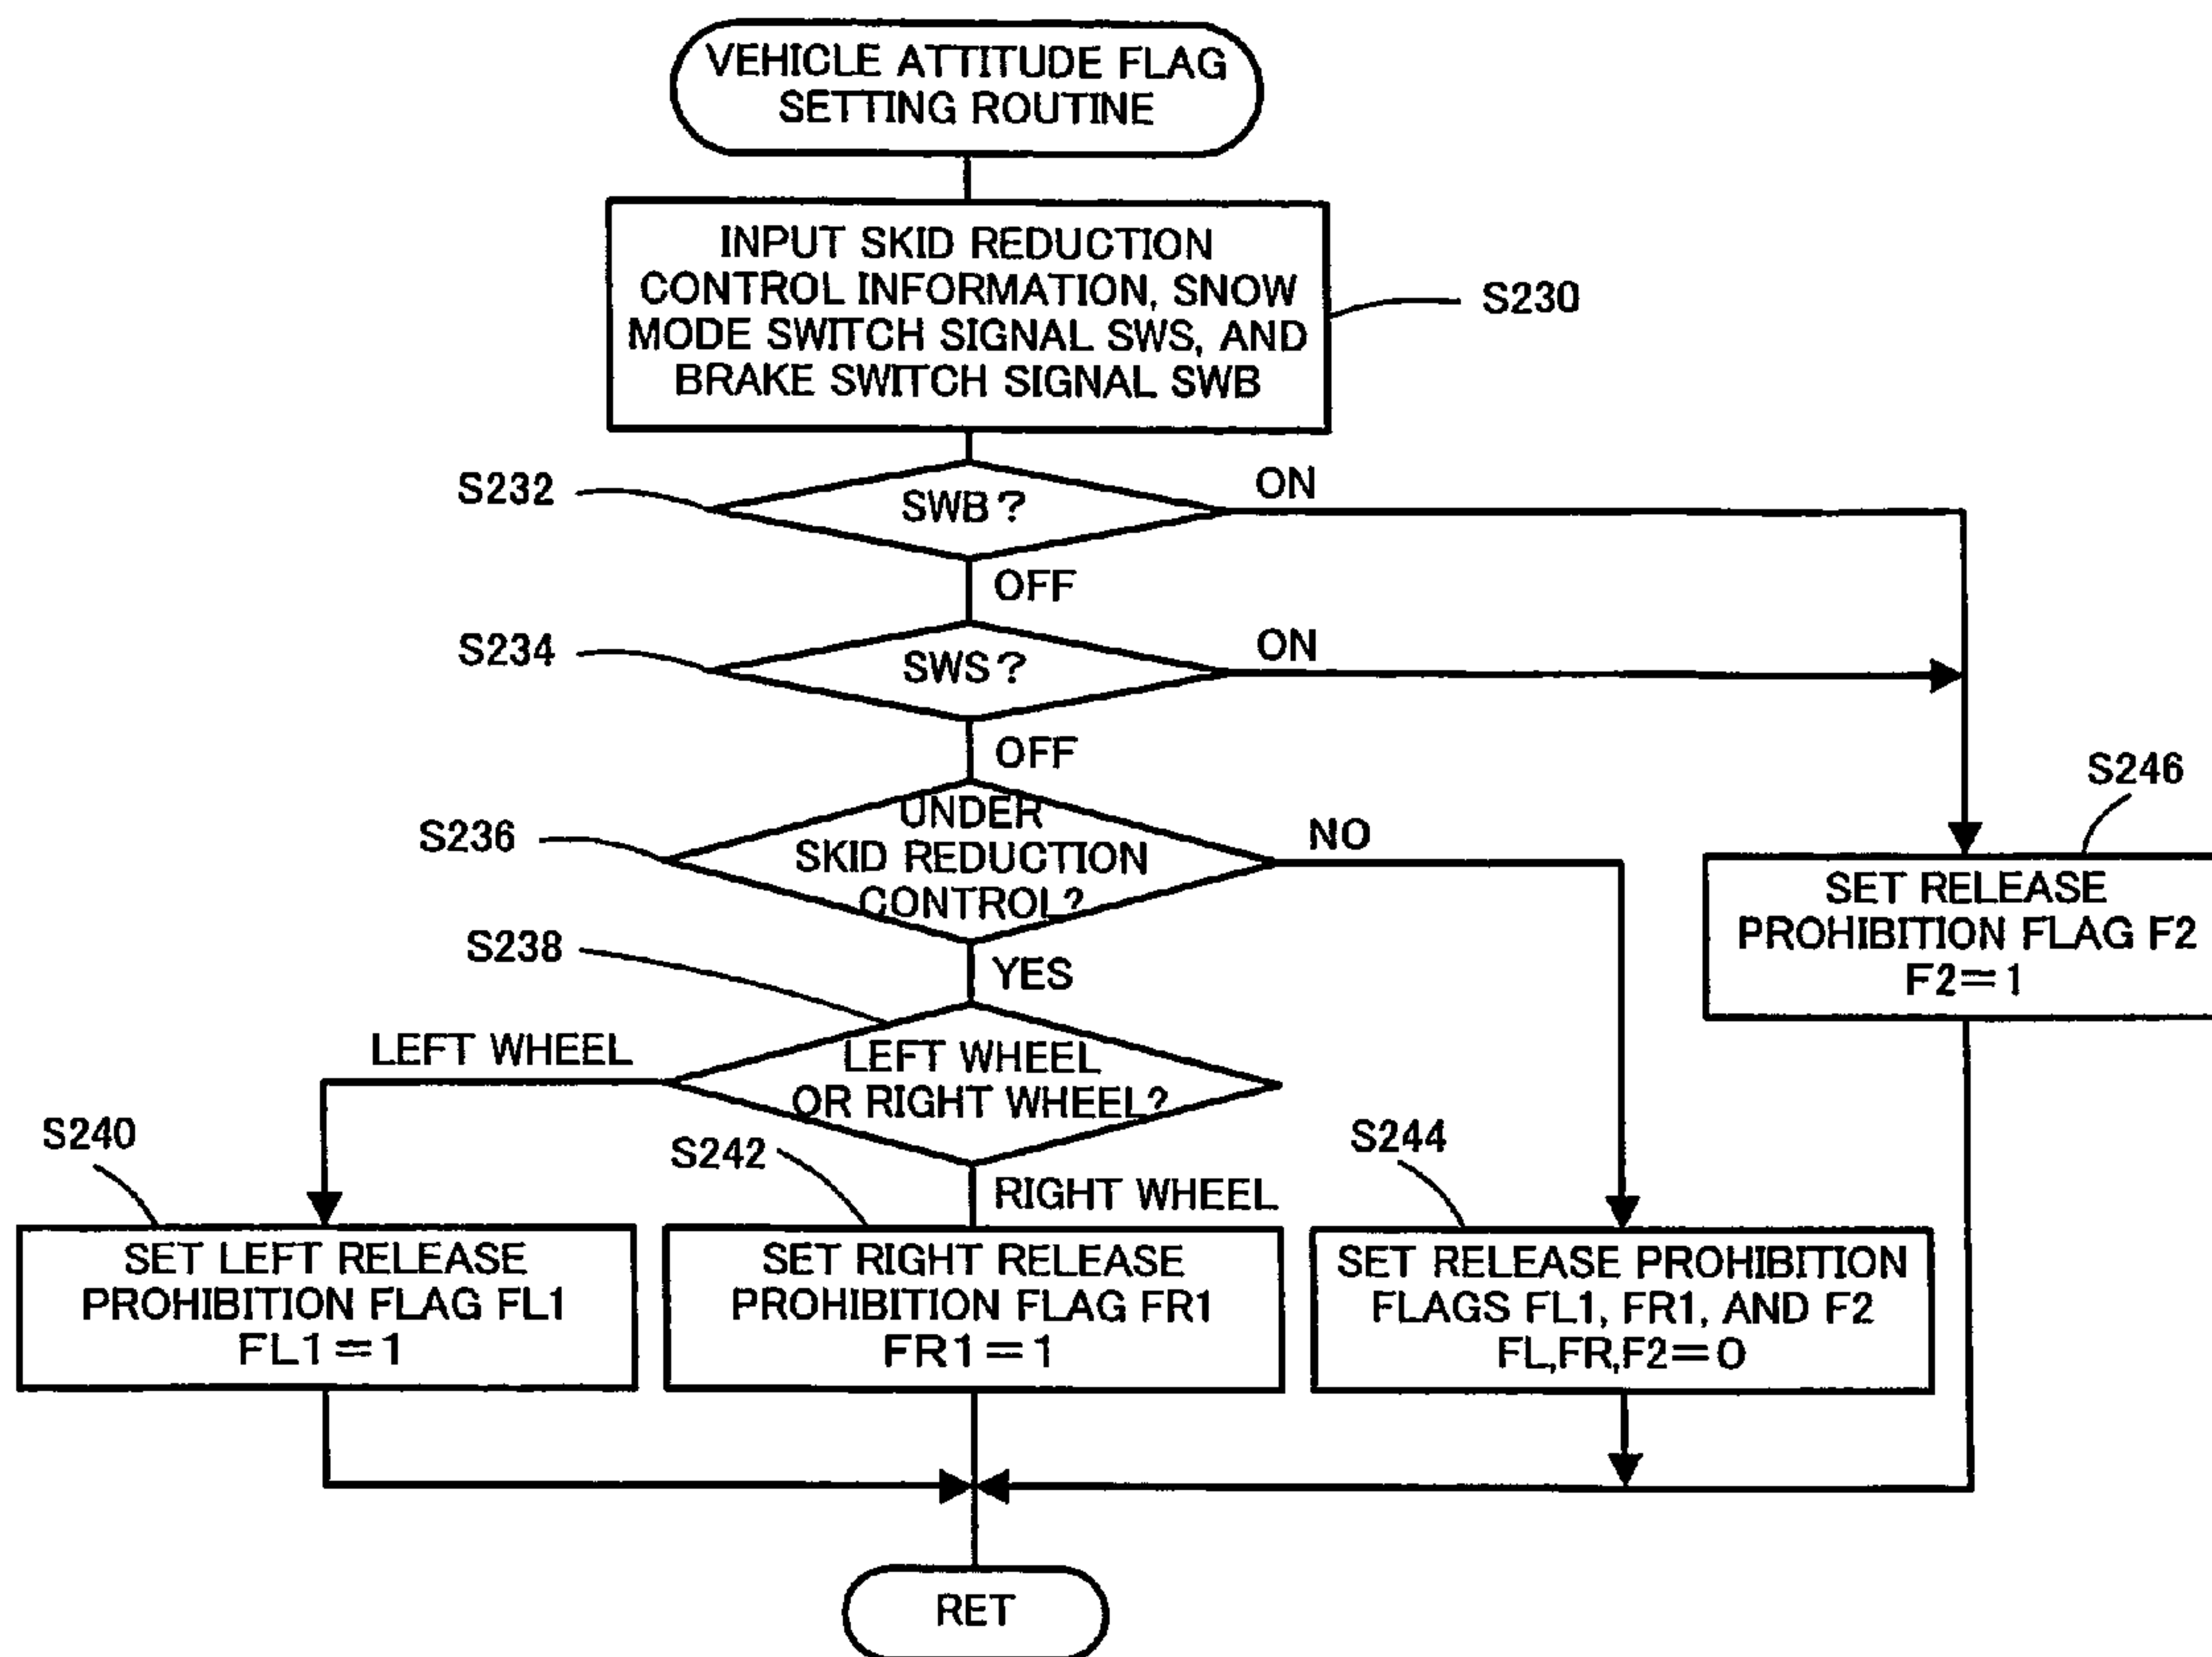 VEHICLE ATTITUDE FLAG
SETTING ROUTINE
INPUT SKID REDUCTION
CONTROL INFORMATION, SNOW
MODE SWITCH SIGNAL SWS, AND
BRAKE SWITCH SIGNAL SWB
S230
S232
SWB?
ON
OFF
S234
SWS?
ON
OFF
S236
UNDER
SKID REDUCTION
CONTROL?
NO
YES
S246
SET RELEASE
PROHIBITION FLAG F2
F2=1
S238
LEFT WHEEL
OR RIGHT WHEEL?
LEFT WHEEL
RIGHT WHEEL
S240
SET LEFT RELEASE
PROHIBITION FLAG FL1
FL1=1
S242
SET RIGHT RELEASE
PROHIBITION FLAG FR1
FR1=1
S244
SET RELEASE PROHIBITION
FLAGS FL1, FR1, AND F2
FL,FR,F2=0
RET